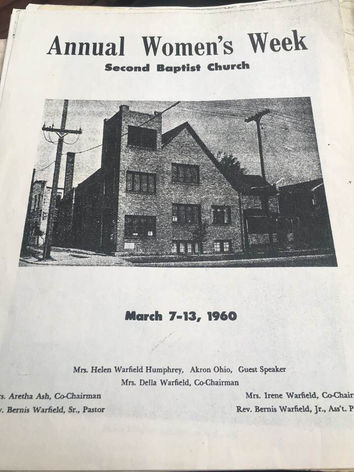 Annual Women's Week
Second Baptist Church
March 7-13, 1960
Mrs. Helen Warfield Humphrey, Akron Ohio, Guest Speaker
Mrs. Della Warfield, Co-Chairman
rs. Aretha Ash, Co-Chairman Mrs. Irene Warfield, Co-Chair
v. Bernis Warfield, Sr., Pastor Rev. Bernis Warfield, Jr., Ass't. P